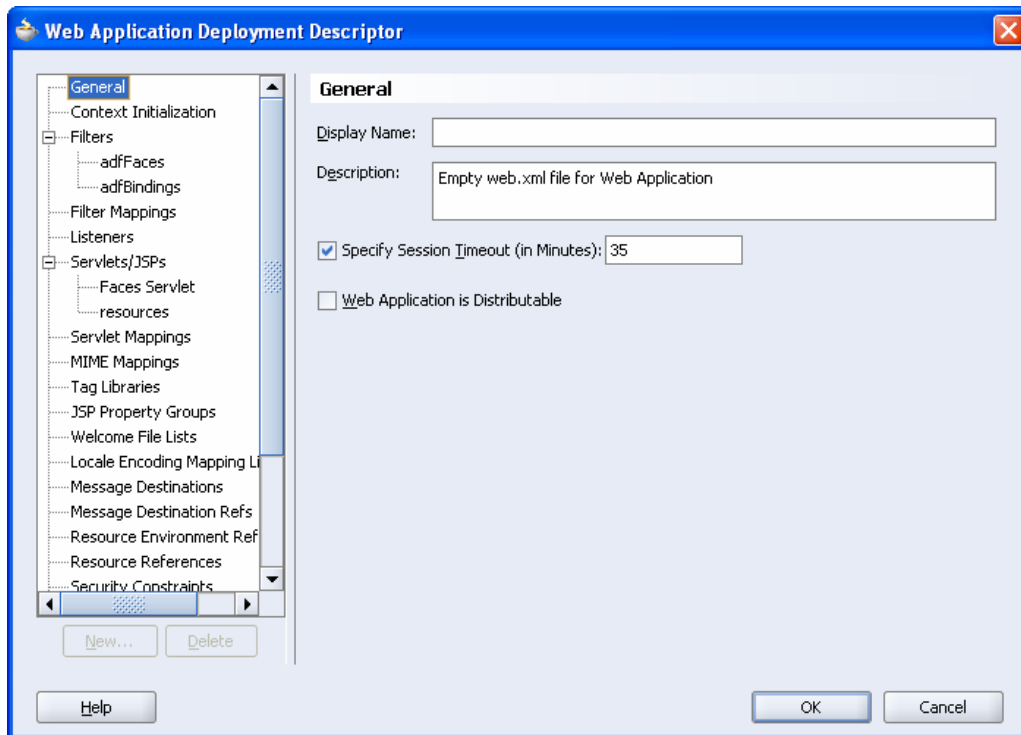 Web Application Deployment Descriptor
General
Context Initialization
Filters
adfFaces
adfBindings
Filter Mappings
Listeners
Servlets/JSPs
Faces Servlet
resources
Servlet Mappings
MIME Mappings
Tag Libraries
JSP Property Groups
Welcome File Lists
Locale Encoding Mapping Li
Message Destinations
Message Destination Refs
Resource Environment Ref
Resource References
Security Constraints
New...
Delete
General
Display Name:
Description:
Empty web.xml file for Web Application
Specify Session Timeout (in Minutes): 35
Web Application is Distributable
Help
OK
Cancel